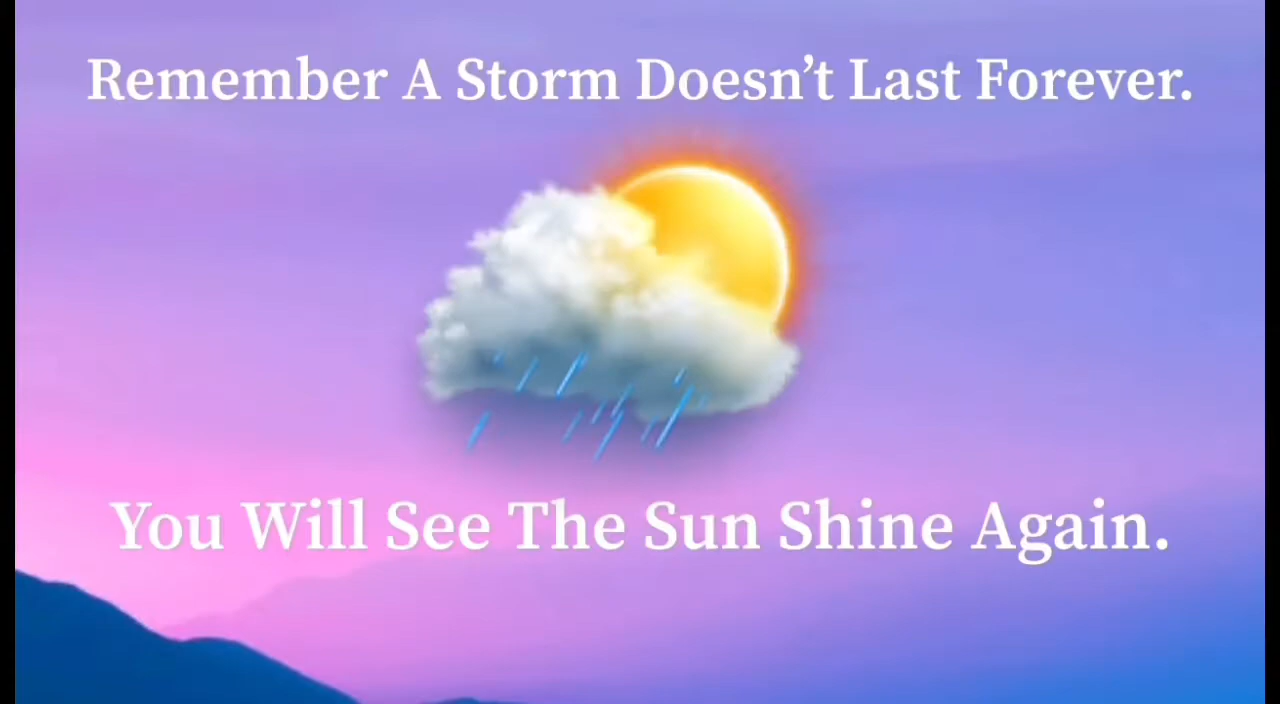 Remember A Storm Doesn’t Last Forever.
You Will See The Sun Shine Again.